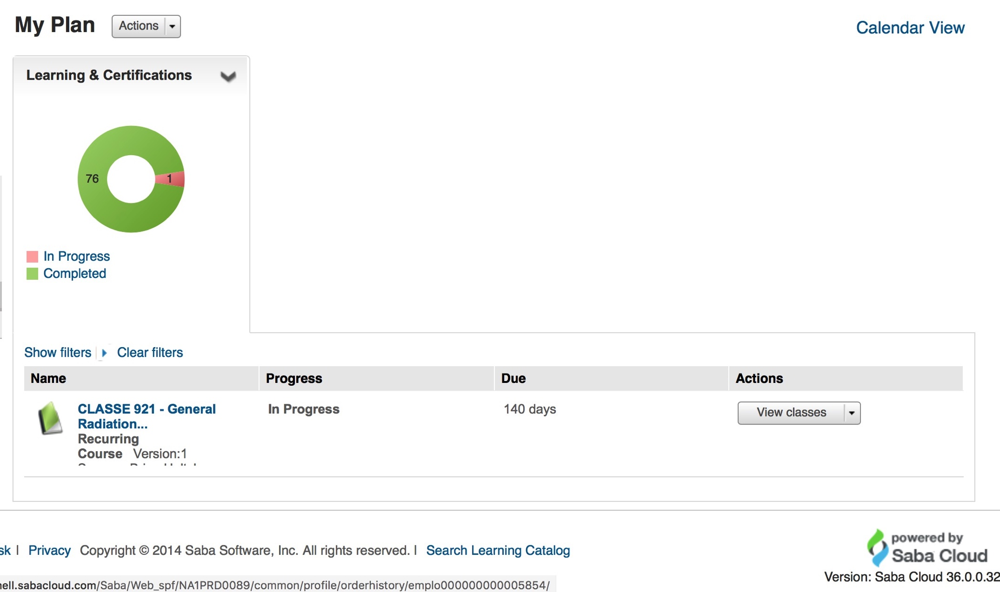 My Plan Actions Calendar View
Learning & Certifications
76 1
In Progress
Completed
Show filters Clear filters
Name Progress Due Actions
CLASSE 921 - General In Progress 140 days View classes
Radiation...
Recurring
Course Version:1
sk | Privacy Copyright © 2014 Saba Software, Inc. All rights reserved. | Search Learning Catalog
powered by
Saba Cloud
Version: Saba Cloud 36.0.0.32
ell.sabacloud.com/Saba/Web_spf/NA1PRD0089/common/profile/orderhistory/emplo000000000005854/